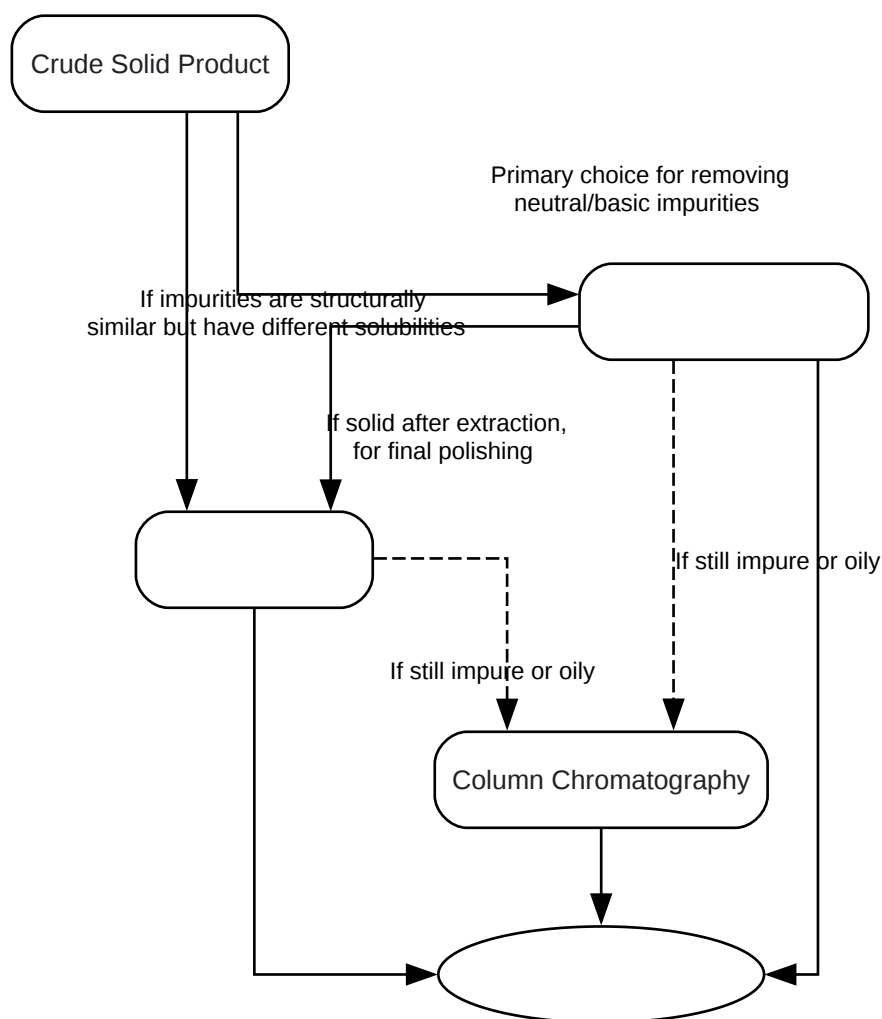 Crude Solid Product
Primary choice for removing
neutral/basic impurities
If impurities are structurally
similar but have different solubilities
If solid after extraction,
for final polishing
If still impure or oily
If still impure or oily
Column Chromatography